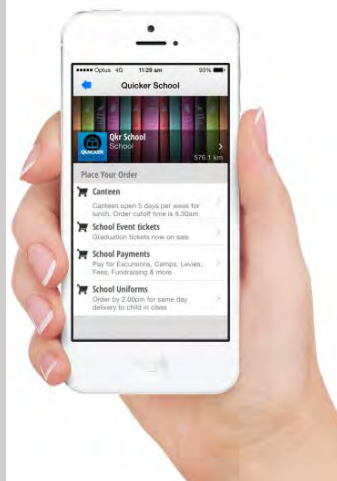 Optus 4G 11:29 am 93%
Quicker School
Qkr School
School
QUICKER
576.1 km
Place Your Order
Canteen
Canteen open 5 days per week for
lunch. Order cutoff time is 8.30am
School Event tickets
Graduation tickets now on sale
School Payments
Pay for Excursions, Camps, Levies,
Fees, Fundraising & more
School Uniforms
Order by 2.00pm for same day
delivery to child in class